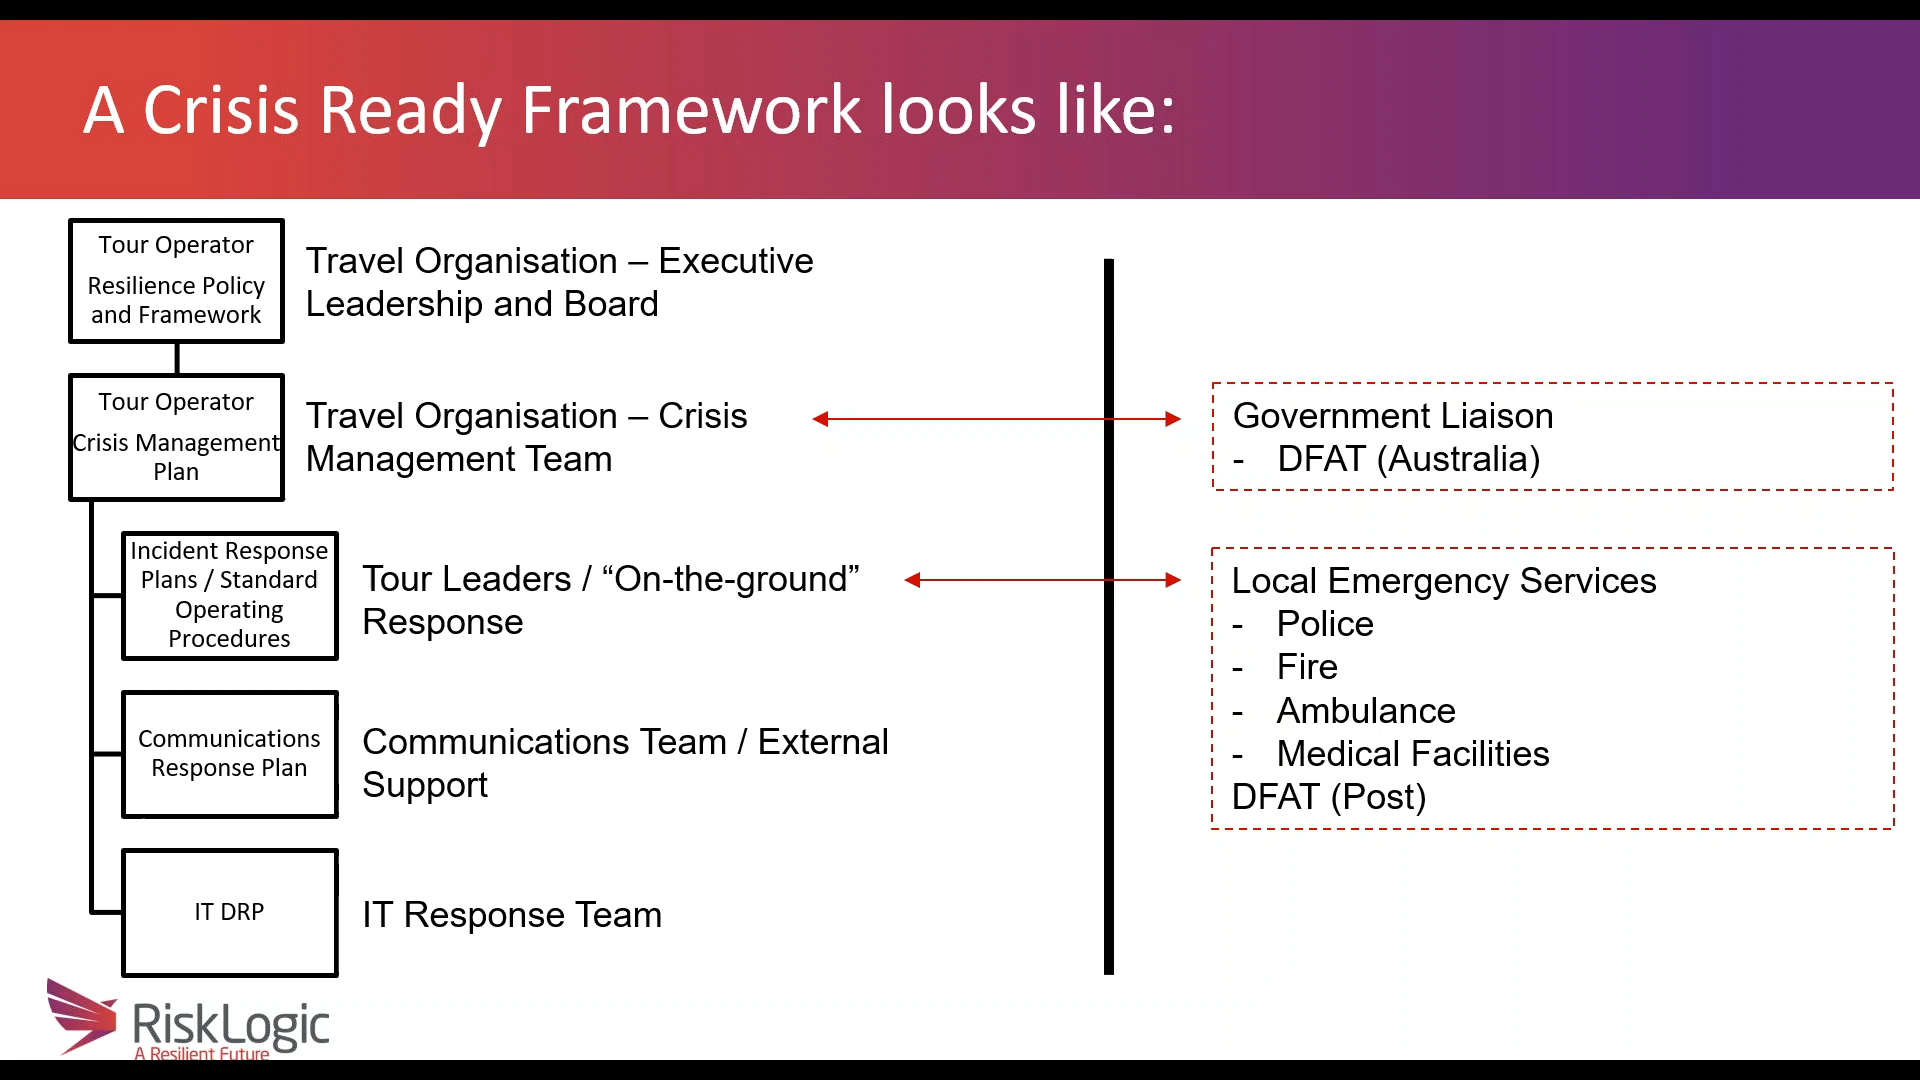 A Crisis Ready Framework looks like:
Tour Operator
Resilience Policy
and Framework
Travel Organisation – Executive
Leadership and Board
Tour Operator
Crisis Management
Plan
Travel Organisation – Crisis
Management Team
Government Liaison
- DFAT (Australia)
Incident Response
Plans / Standard
Operating
Procedures
Tour Leaders / “On-the-ground”
Response
Local Emergency Services
- Police
- Fire
- Ambulance
- Medical Facilities
DFAT (Post)
Communications
Response Plan
Communications Team / External
Support
IT DRP
IT Response Team
RiskLogic
A Resilient Future